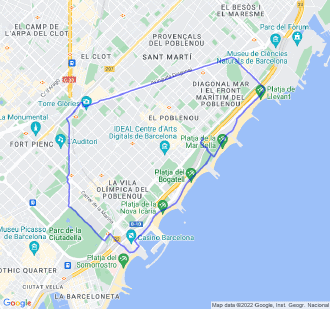 EL BESÒS I
EL MARESME
EL CAMP DE
L'ARPA DEL CLOT
PROVENÇALS
DEL POBLENOU
Parc del Fòrum
EL CLOT
SANT MARTÍ
Museu de Ciències
Naturals de Barcelona
Avinguda Diagonal
G-30
201
DIAGONAL MAR
I EL FRONT
MARÍTIM DEL
POBLENOU
Platja de
Llevant
Torre Glòries
La Monumental
EL POBLENOU
IDEAL Centre d'Arts
Digitals de Barcelona
Platja de la
Mar Bella
FORT PIENC
L'Auditori
Platja del
Bogatell
LA VILA
OLÍMPICA DEL
POBLENOU
Platja de la
Nova Icària
Museu Picasso
de Barcelona
Parc de la
Ciutadella
B-10
Casino Barcelona
GOTHIC QUARTER
Platja del
Somorrostro
CIUTAT VELLA
LA BARCELONETA
Google
Map data ©2022 Google, Inst. Geogr. Nacional